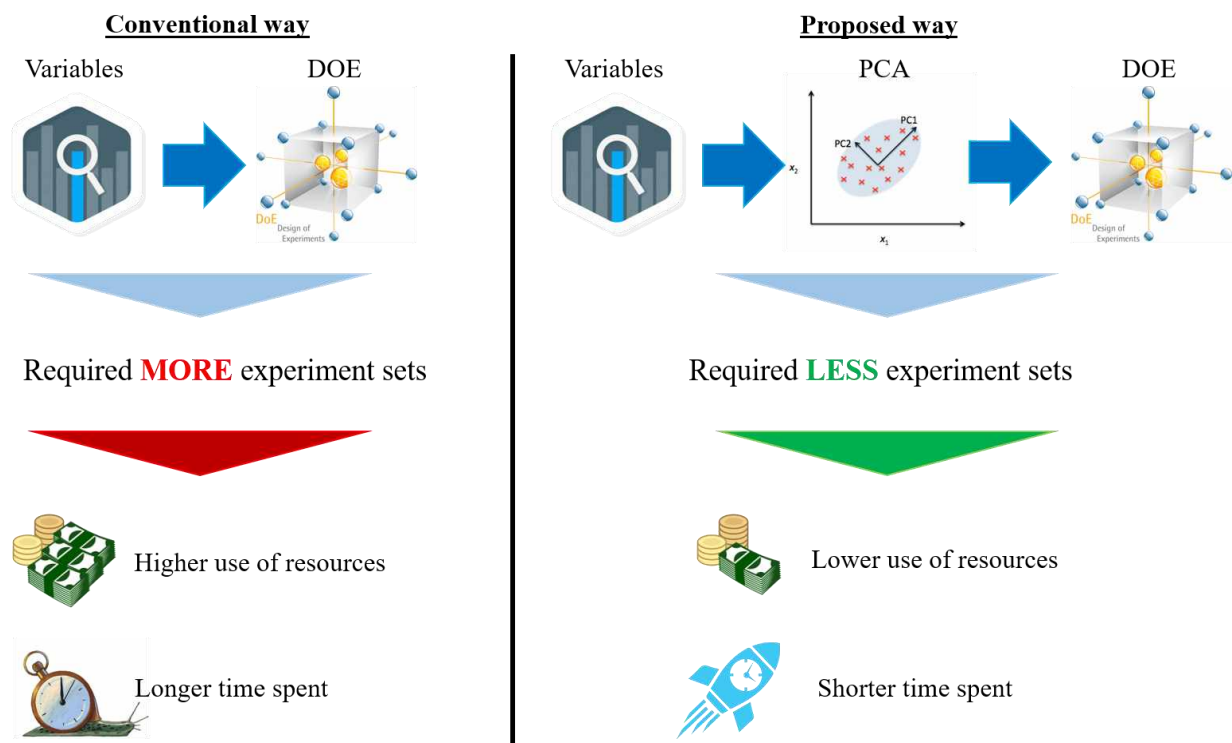 Conventional way
Variables
DOE
DoE
Design of
Experiments
Required MORE experiment sets
Higher use of resources
Longer time spent
Proposed way
Variables
PCA
DOE
PC1
PC2
x2
x1
DoE
Design of
Experiments
Required LESS experiment sets
Lower use of resources
Shorter time spent